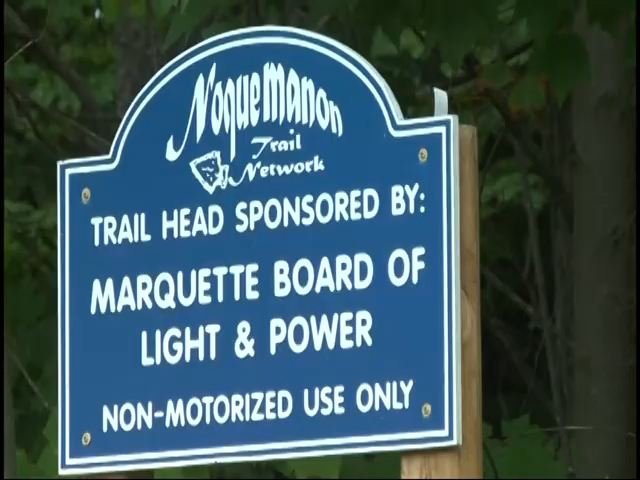 NoqueManon
Trail
Network
TRAIL HEAD SPONSORED BY:
MARQUETTE BOARD OF
LIGHT & POWER
NON-MOTORIZED USE ONLY